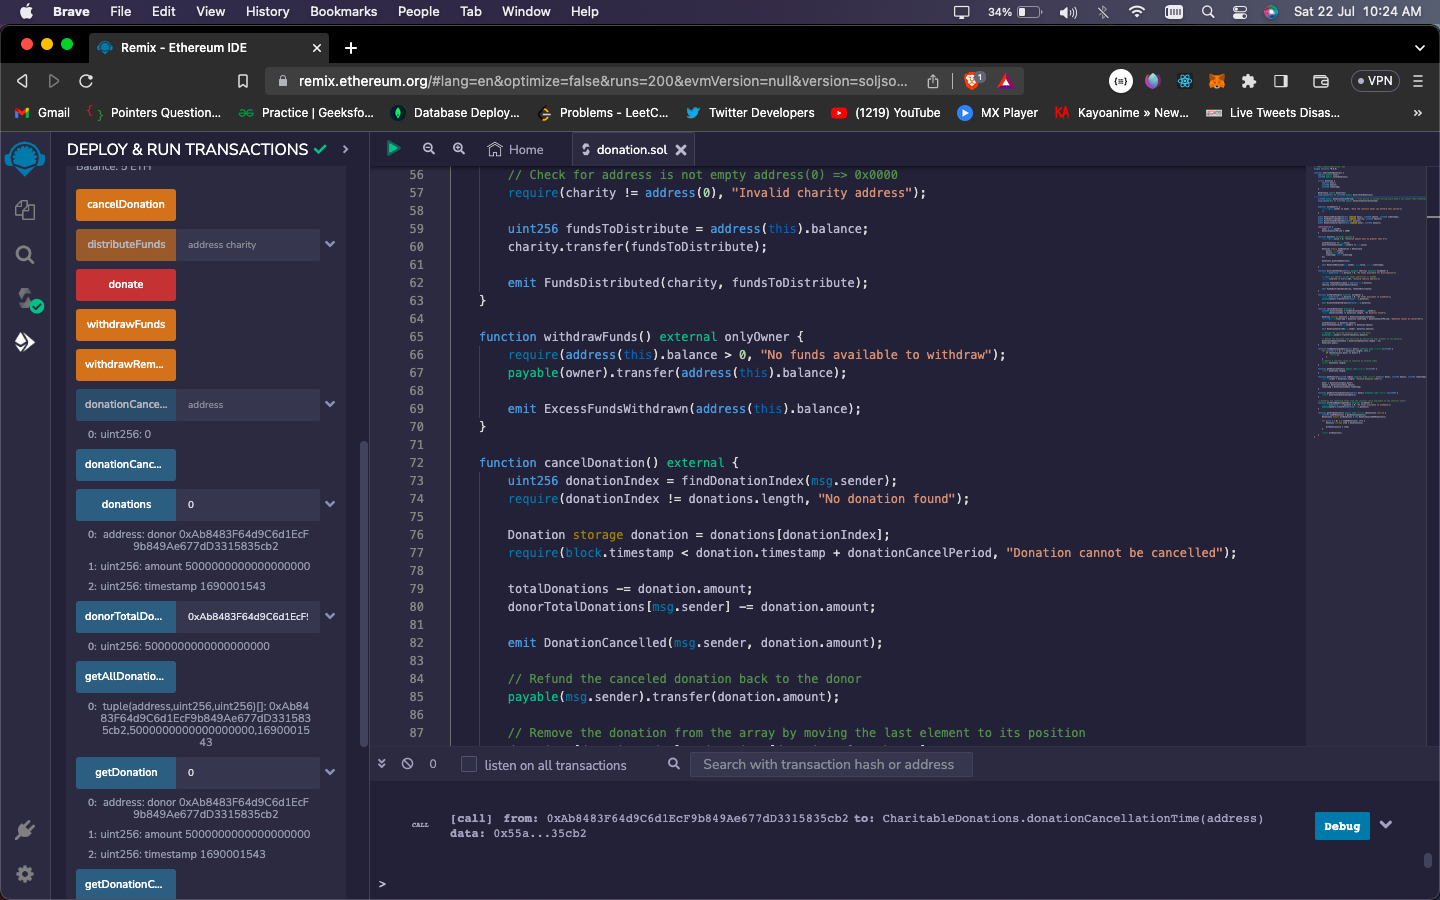 Brave File Edit View History Bookmarks People Tab Window Help 34% Sat 22 Jul 10:24 AM
Remix - Ethereum IDE
remix.ethereum.org/#lang=en&optimize=false&runs=200&evmVersion=null&version=soljso... 1 VPN
Gmail Pointers Question... Practice | Geeksfo... Database Deploy... Problems - LeetC... Twitter Developers (1219) YouTube MX Player KA Kayoanime » New... Live Tweets Disas... »
DEPLOY & RUN TRANSACTIONS
Balance: 5 ETH
cancelDonation
distributeFunds address charity
donate
withdrawFunds
withdrawRem...
donationCance... address
0: uint256: 0
donationCanc...
donations 0
0: address: donor 0xAb8483F64d9C6d1EcF
9b849Ae677dD3315835cb2
1: uint256: amount 5000000000000000000
2: uint256: timestamp 1690001543
donorTotalDo... 0xAb8483F64d9C6d1EcF!
0: uint256: 5000000000000000000
getAllDonatio...
0: tuple(address,uint256,uint256)[]: 0xAb84
83F64d9C6d1EcF9b849Ae677dD331583
5cb2,5000000000000000000,16900015
43
getDonation 0
0: address: donor 0xAb8483F64d9C6d1EcF
9b849Ae677dD3315835cb2
1: uint256: amount 5000000000000000000
2: uint256: timestamp 1690001543
getDonationC...
Home donation.sol
56 // Check for address is not empty address(0) => 0x0000
57 require(charity != address(0), "Invalid charity address");
58
59 uint256 fundsToDistribute = address(this).balance;
60 charity.transfer(fundsToDistribute);
61
62 emit FundsDistributed(charity, fundsToDistribute);
63 }
64
65 function withdrawFunds() external onlyOwner {
66 require(address(this).balance > 0, "No funds available to withdraw");
67 payable(owner).transfer(address(this).balance);
68
69 emit ExcessFundsWithdrawn(address(this).balance);
70 }
71
72 function cancelDonation() external {
73 uint256 donationIndex = findDonationIndex(msg.sender);
74 require(donationIndex != donations.length, "No donation found");
75
76 Donation storage donation = donations[donationIndex];
77 require(block.timestamp < donation.timestamp + donationCancelPeriod, "Donation cannot be cancelled");
78
79 totalDonations -= donation.amount;
80 donorTotalDonations[msg.sender] -= donation.amount;
81
82 emit DonationCancelled(msg.sender, donation.amount);
83
84 // Refund the canceled donation back to the donor
85 payable(msg.sender).transfer(donation.amount);
86
87 // Remove the donation from the array by moving the last element to its position
0 listen on all transactions Search with transaction hash or address
CALL [call] from: 0xAb8483F64d9C6d1EcF9b849Ae677dD3315835cb2 to: CharitableDonations.donationCancellationTime(address)
data: 0x55a...35cb2
Debug
>